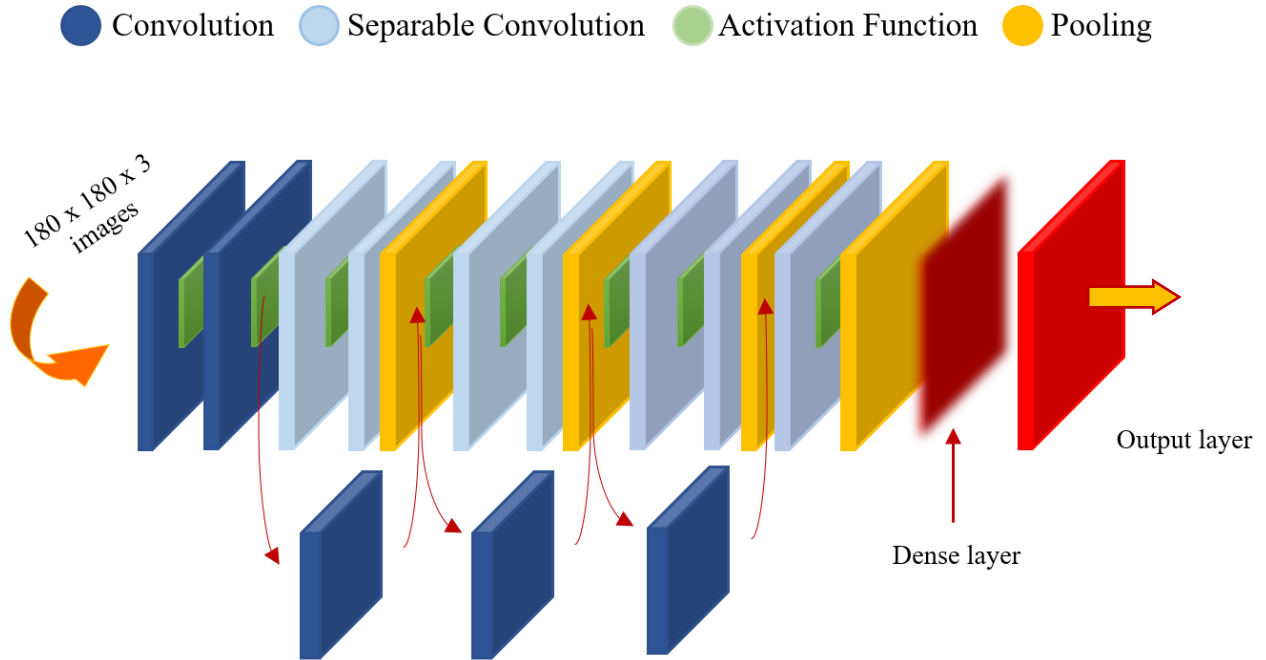 Convolution Separable Convolution Activation Function Pooling
180 x 180 x 3
images
Output layer
Dense layer